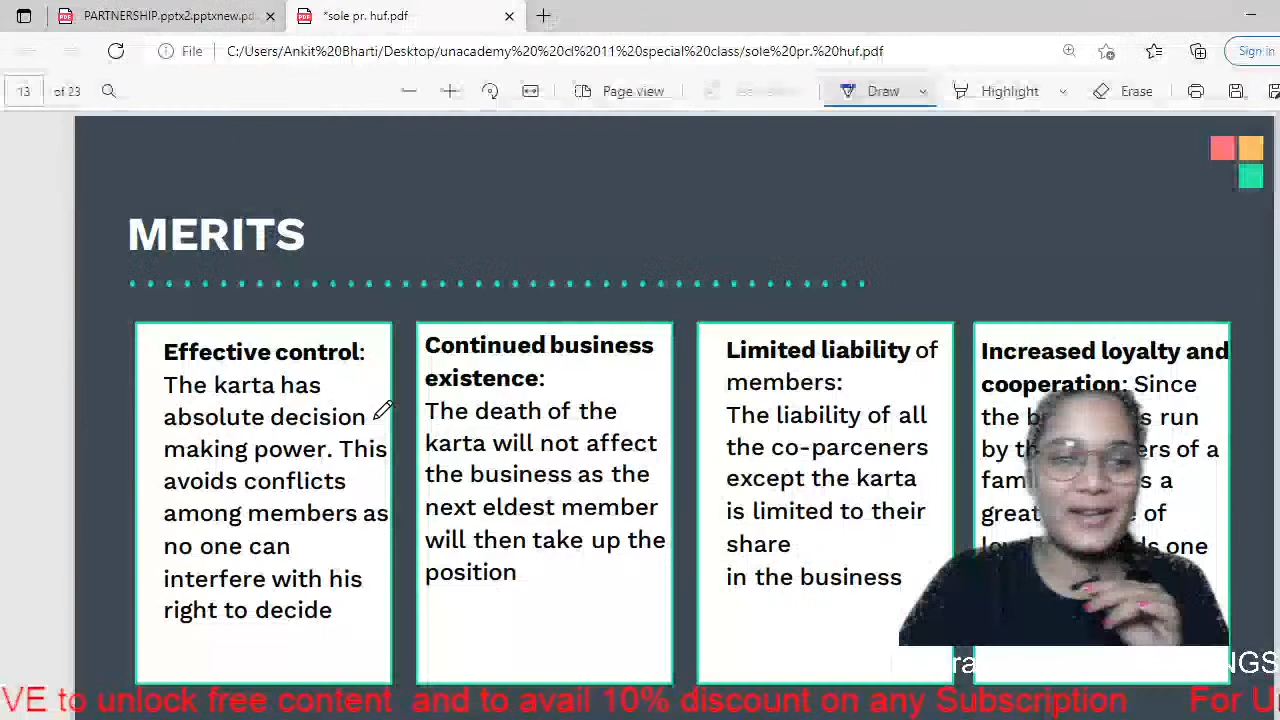 PARTNERSHIP.pptx2.pptxnew.pd
*sole pr. huf.pdf
File
C:/Users/Ankit%20Bharti/Desktop/unacademy%20%20cl%2011%20special%20class/sole%20pr.%20huf.pdf
Sign in
13 of 23
Page view
Draw
Highlight
Erase
MERITS
Effective control:
The karta has
absolute decision
making power. This
avoids conflicts
among members as
no one can
interfere with his
right to decide
Continued business
existence:
The death of the
karta will not affect
the business as the
next eldest member
will then take up the
position
Limited liability of
members:
The liability of all
the co-parceners
except the karta
is limited to their
share
in the business
Increased loyalty and
cooperation: Since
the run
by of a
a
great of
one
VE to unlock free content and to avail 10% discount on any Subscription For U